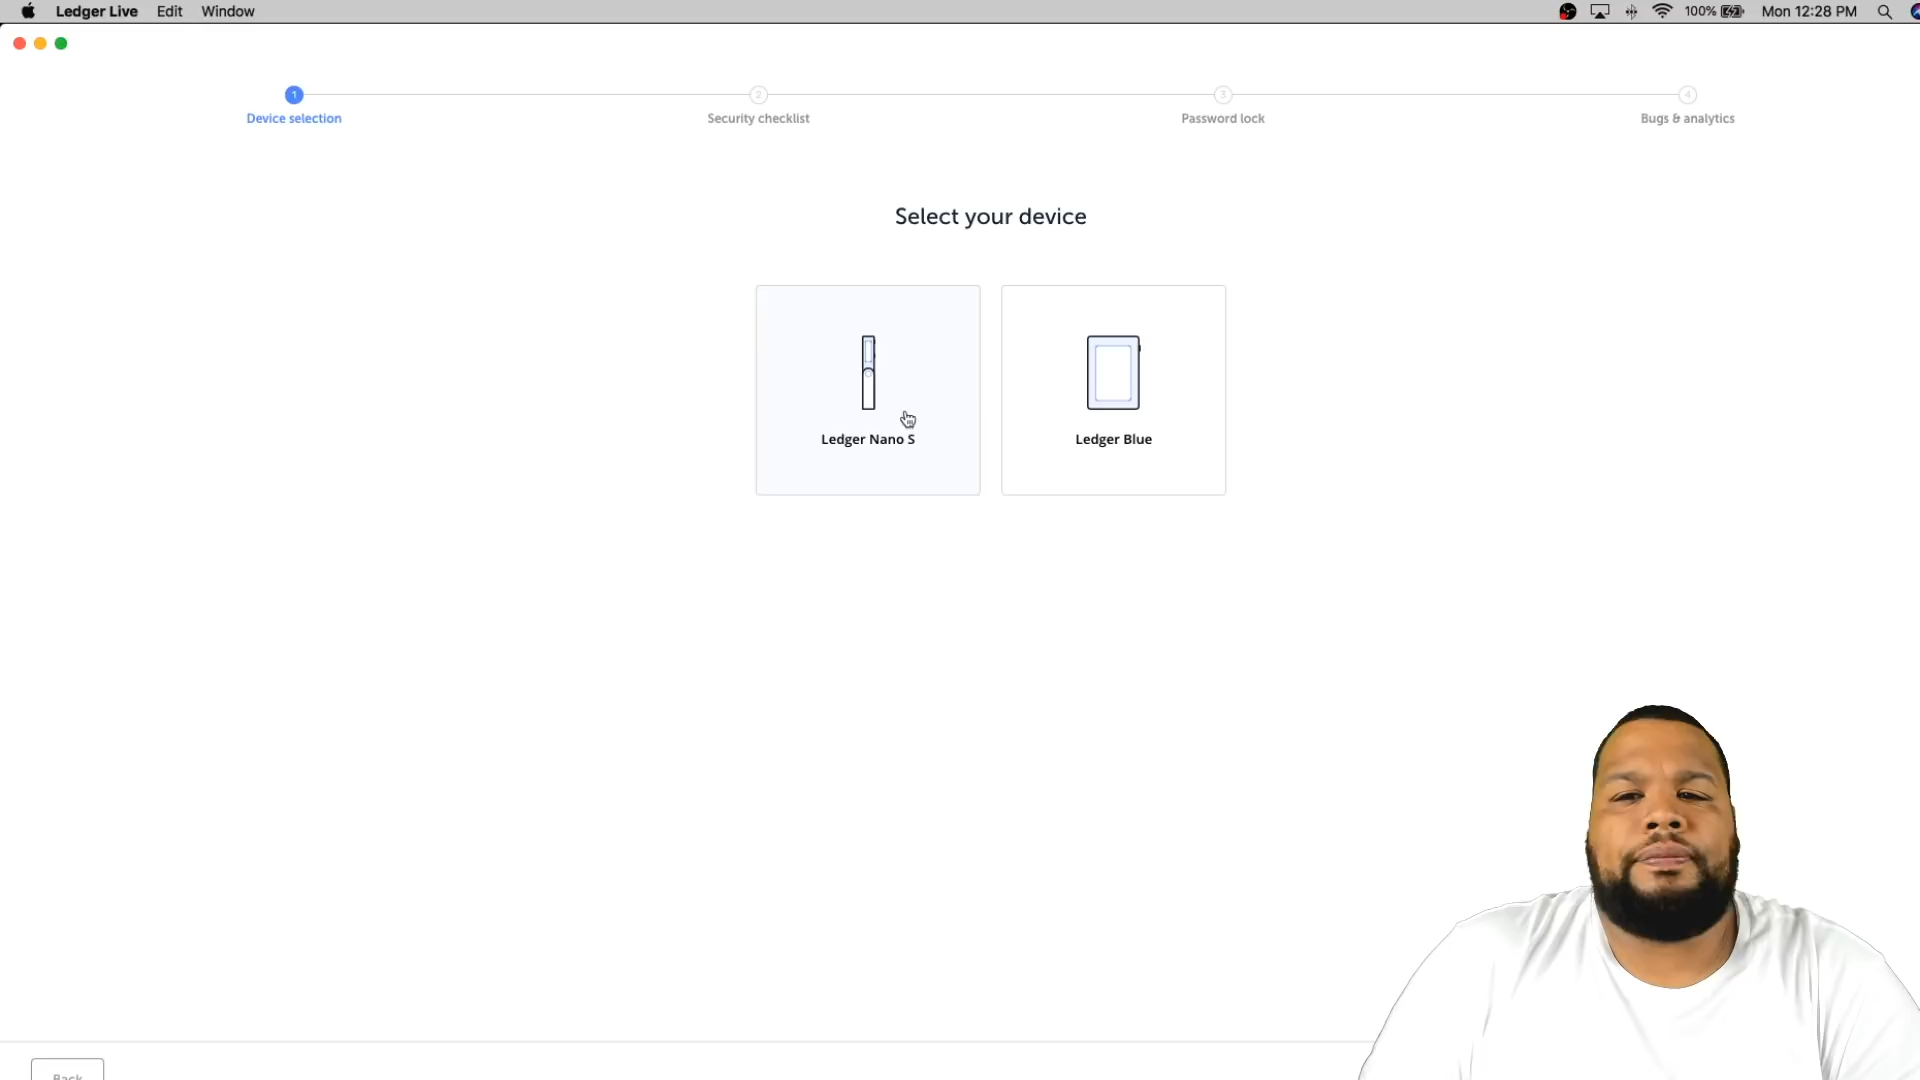 Ledger Live Edit Window 100% Mon 12:28 PM
1 2 3 4
Device selection Security checklist Password lock Bugs & analytics
Select your device
Ledger Nano S Ledger Blue
Back